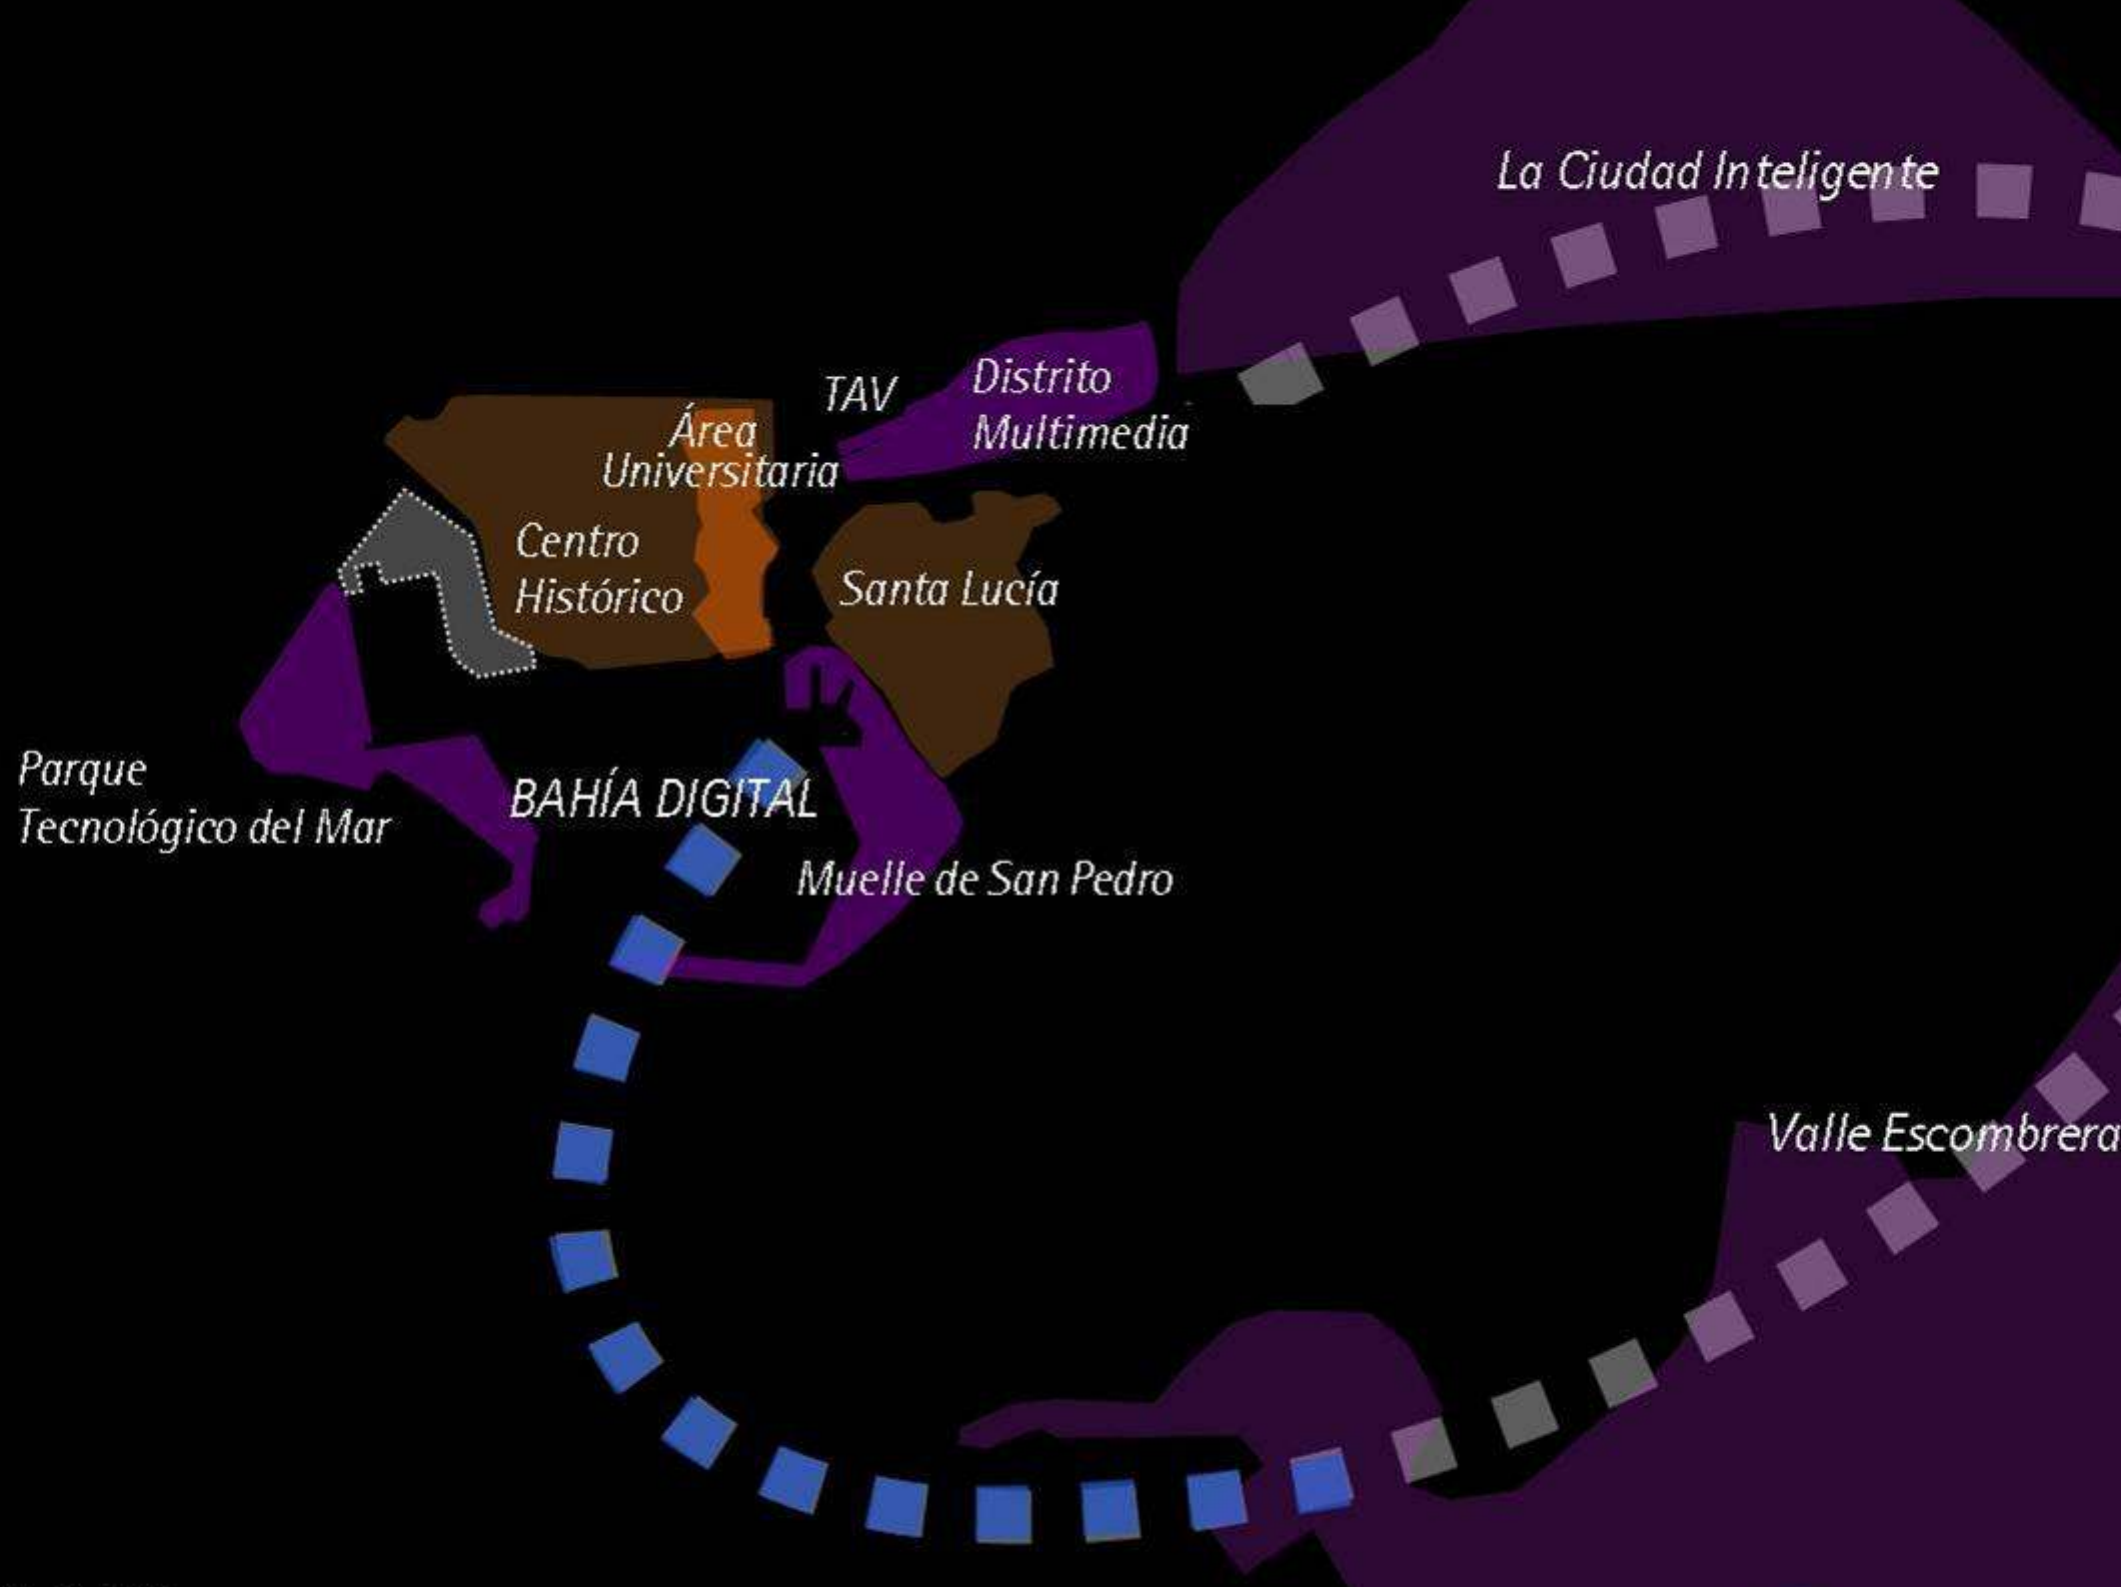 La Ciudad Inteligente
TAV
Distrito
Multimedia
Área
Universitaria
Centro
Histórico
Santa Lucía
Parque
Tecnológico del Mar
BAHÍA DIGITAL
Muelle de San Pedro
Valle Escombrera